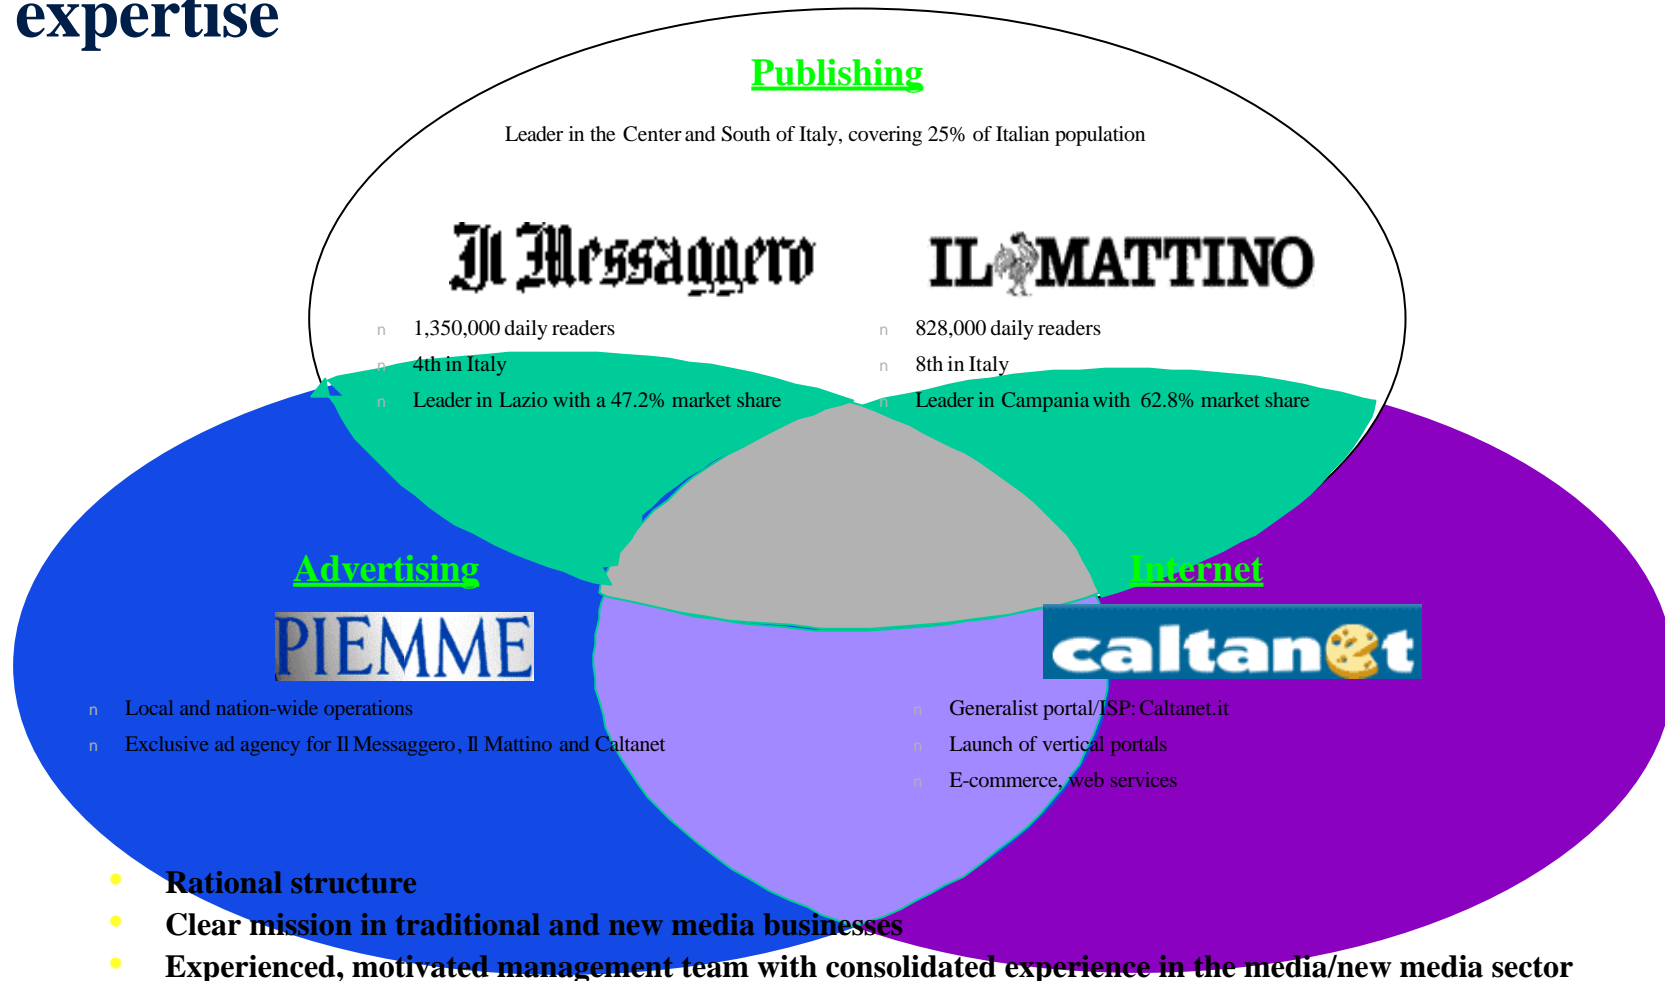 expertise
Publishing
Leader in the Center and South of Italy, covering 25% of Italian population
Il Messaggero
IL MATTINO
n 1,350,000 daily readers
n 4th in Italy
n Leader in Lazio with a 47.2% market share
n 828,000 daily readers
n 8th in Italy
n Leader in Campania with 62.8% market share
Advertising
PIEMME
n Local and nation-wide operations
n Exclusive ad agency for Il Messaggero, Il Mattino and Caltanet
Internet
caltanet
n Generalist portal/ISP: Caltanet.it
n Launch of vertical portals
n E-commerce, web services
• Rational structure
• Clear mission in traditional and new media businesses
• Experienced, motivated management team with consolidated experience in the media/new media sector